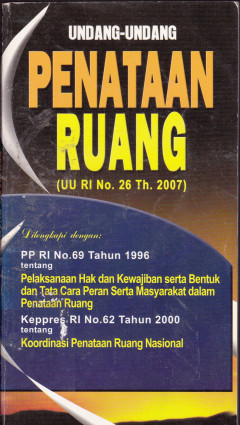 UNDANG-UNDANG
PENATAAN
RUANG
(UU RI No. 26 Th. 2007)
Dilengkapi dengan:
PP RI No.69 Tahun 1996
tentang
Pelaksanaan Hak dan Kewajiban serta Bentuk
dan Tata Cara Peran Serta Masyarakat dalam
Penataan Ruang
Keppres RI No.62 Tahun 2000
tentang
Koordinasi Penataan Ruang Nasional